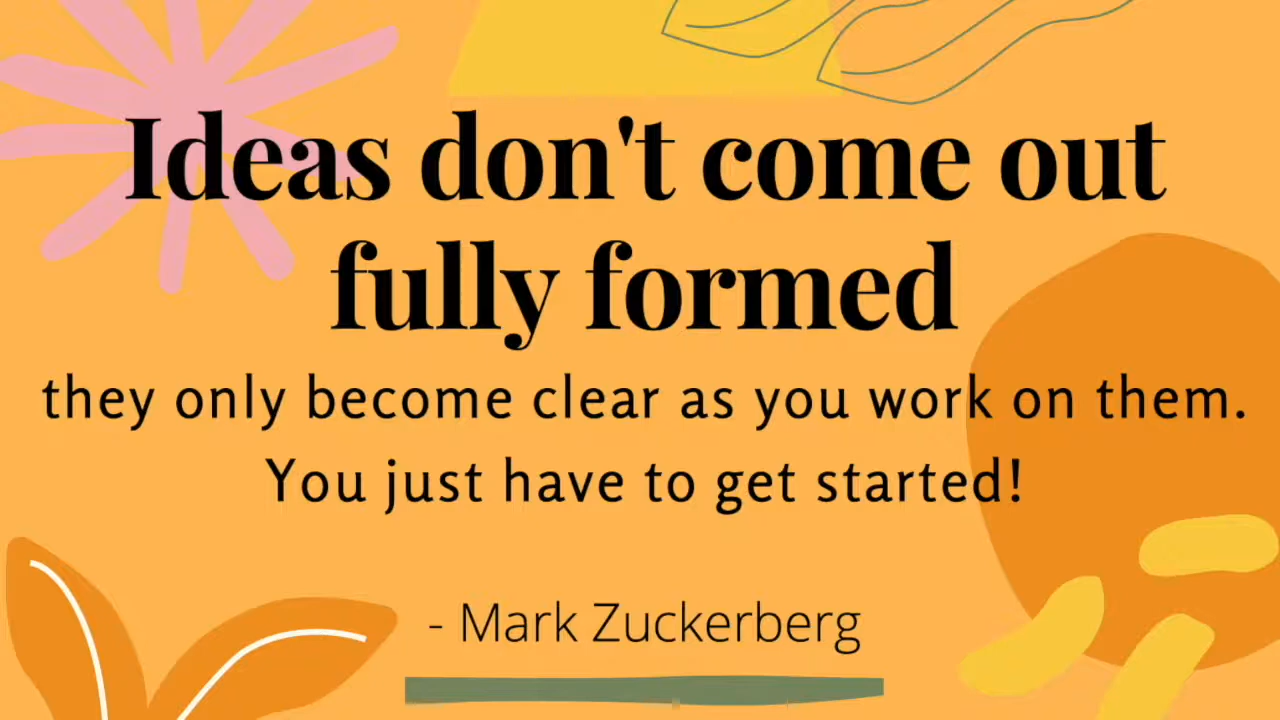 Ideas don't come out
fully formed
they only become clear as you work on them.
You just have to get started!
- Mark Zuckerberg